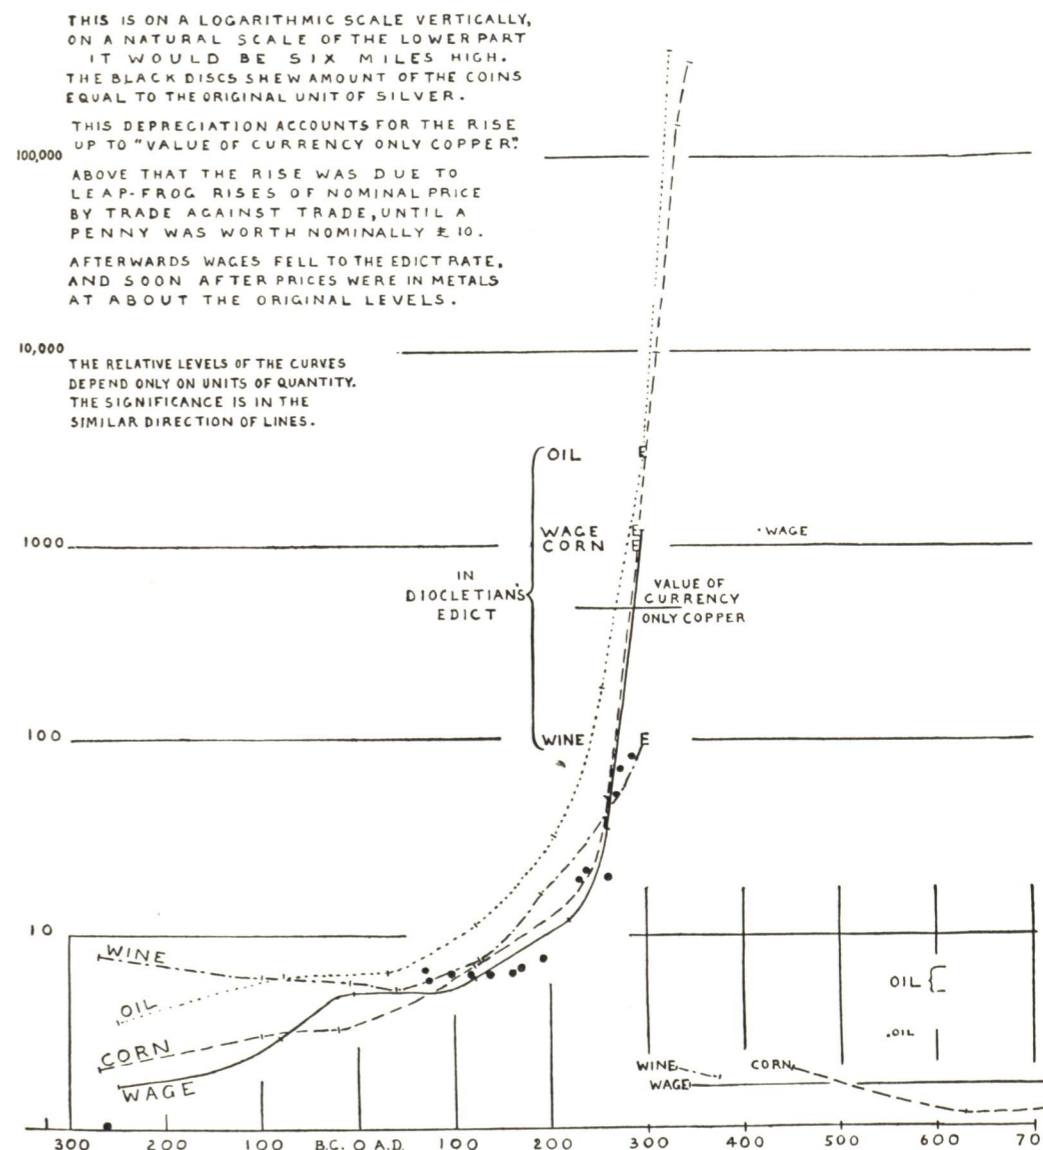 THIS IS ON A LOGARITHMIC SCALE VERTICALLY,
ON A NATURAL SCALE OF THE LOWER PART
IT WOULD BE SIX MILES HIGH.
THE BLACK DISCS SHEW AMOUNT OF THE COINS
EQUAL TO THE ORIGINAL UNIT OF SILVER.
THIS DEPRECIATION ACCOUNTS FOR THE RISE
UP TO "VALUE OF CURRENCY ONLY COPPER".
100,000
ABOVE THAT THE RISE WAS DUE TO
LEAP-FROG RISES OF NOMINAL PRICE
BY TRADE AGAINST TRADE, UNTIL A
PENNY WAS WORTH NOMINALLY £10.
AFTERWARDS WAGES FELL TO THE EDICT RATE,
AND SOON AFTER PRICES WERE IN METALS
AT ABOUT THE ORIGINAL LEVELS.
10,000
THE RELATIVE LEVELS OF THE CURVES
DEPEND ONLY ON UNITS OF QUANTITY.
THE SIGNIFICANCE IS IN THE
SIMILAR DIRECTION OF LINES.
OIL E
WAGE E WAGE
1000 CORN E
IN
DIOCLETIAN'S
EDICT
VALUE OF
CURRENCY
ONLY COPPER
100 WINE E
10
WINE
OIL
CORN
WAGE
OIL
OIL
WINE CORN
WAGE
1
300 200 100 B.C. 0 A.D. 100 200 300 400 500 600 70